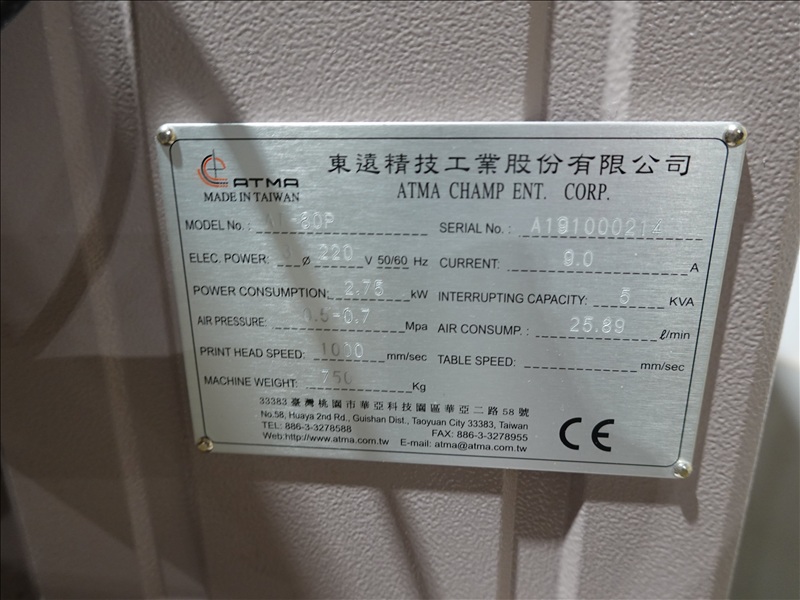 ATMA
MADE IN TAIWAN
東遠精技工業股份有限公司
ATMA CHAMP ENT. CORP.
MODEL No. :
SERIAL No. :
ELEC. POWER: ø 220 V 50/60 Hz
CURRENT: 9.0 A
POWER CONSUMPTION: 2.75 kW
INTERRUPTING CAPACITY: 5 KVA
AIR PRESSURE: 0.5-0.7 Mpa
AIR CONSUMP. : 25.89 ℓ/min
PRINT HEAD SPEED: 1000 mm/sec
TABLE SPEED: mm/sec
MACHINE WEIGHT: 750 Kg
33383 臺灣桃園市華亞科技園區華亞二路 58 號
No.58, Huaya 2nd Rd., Guishan Dist., Taoyuan City 33383, Taiwan
TEL: 886-3-3278588 FAX: 886-3-3278955
Web:http://www.atma.com.tw E-mail: atma@atma.com.tw
CE